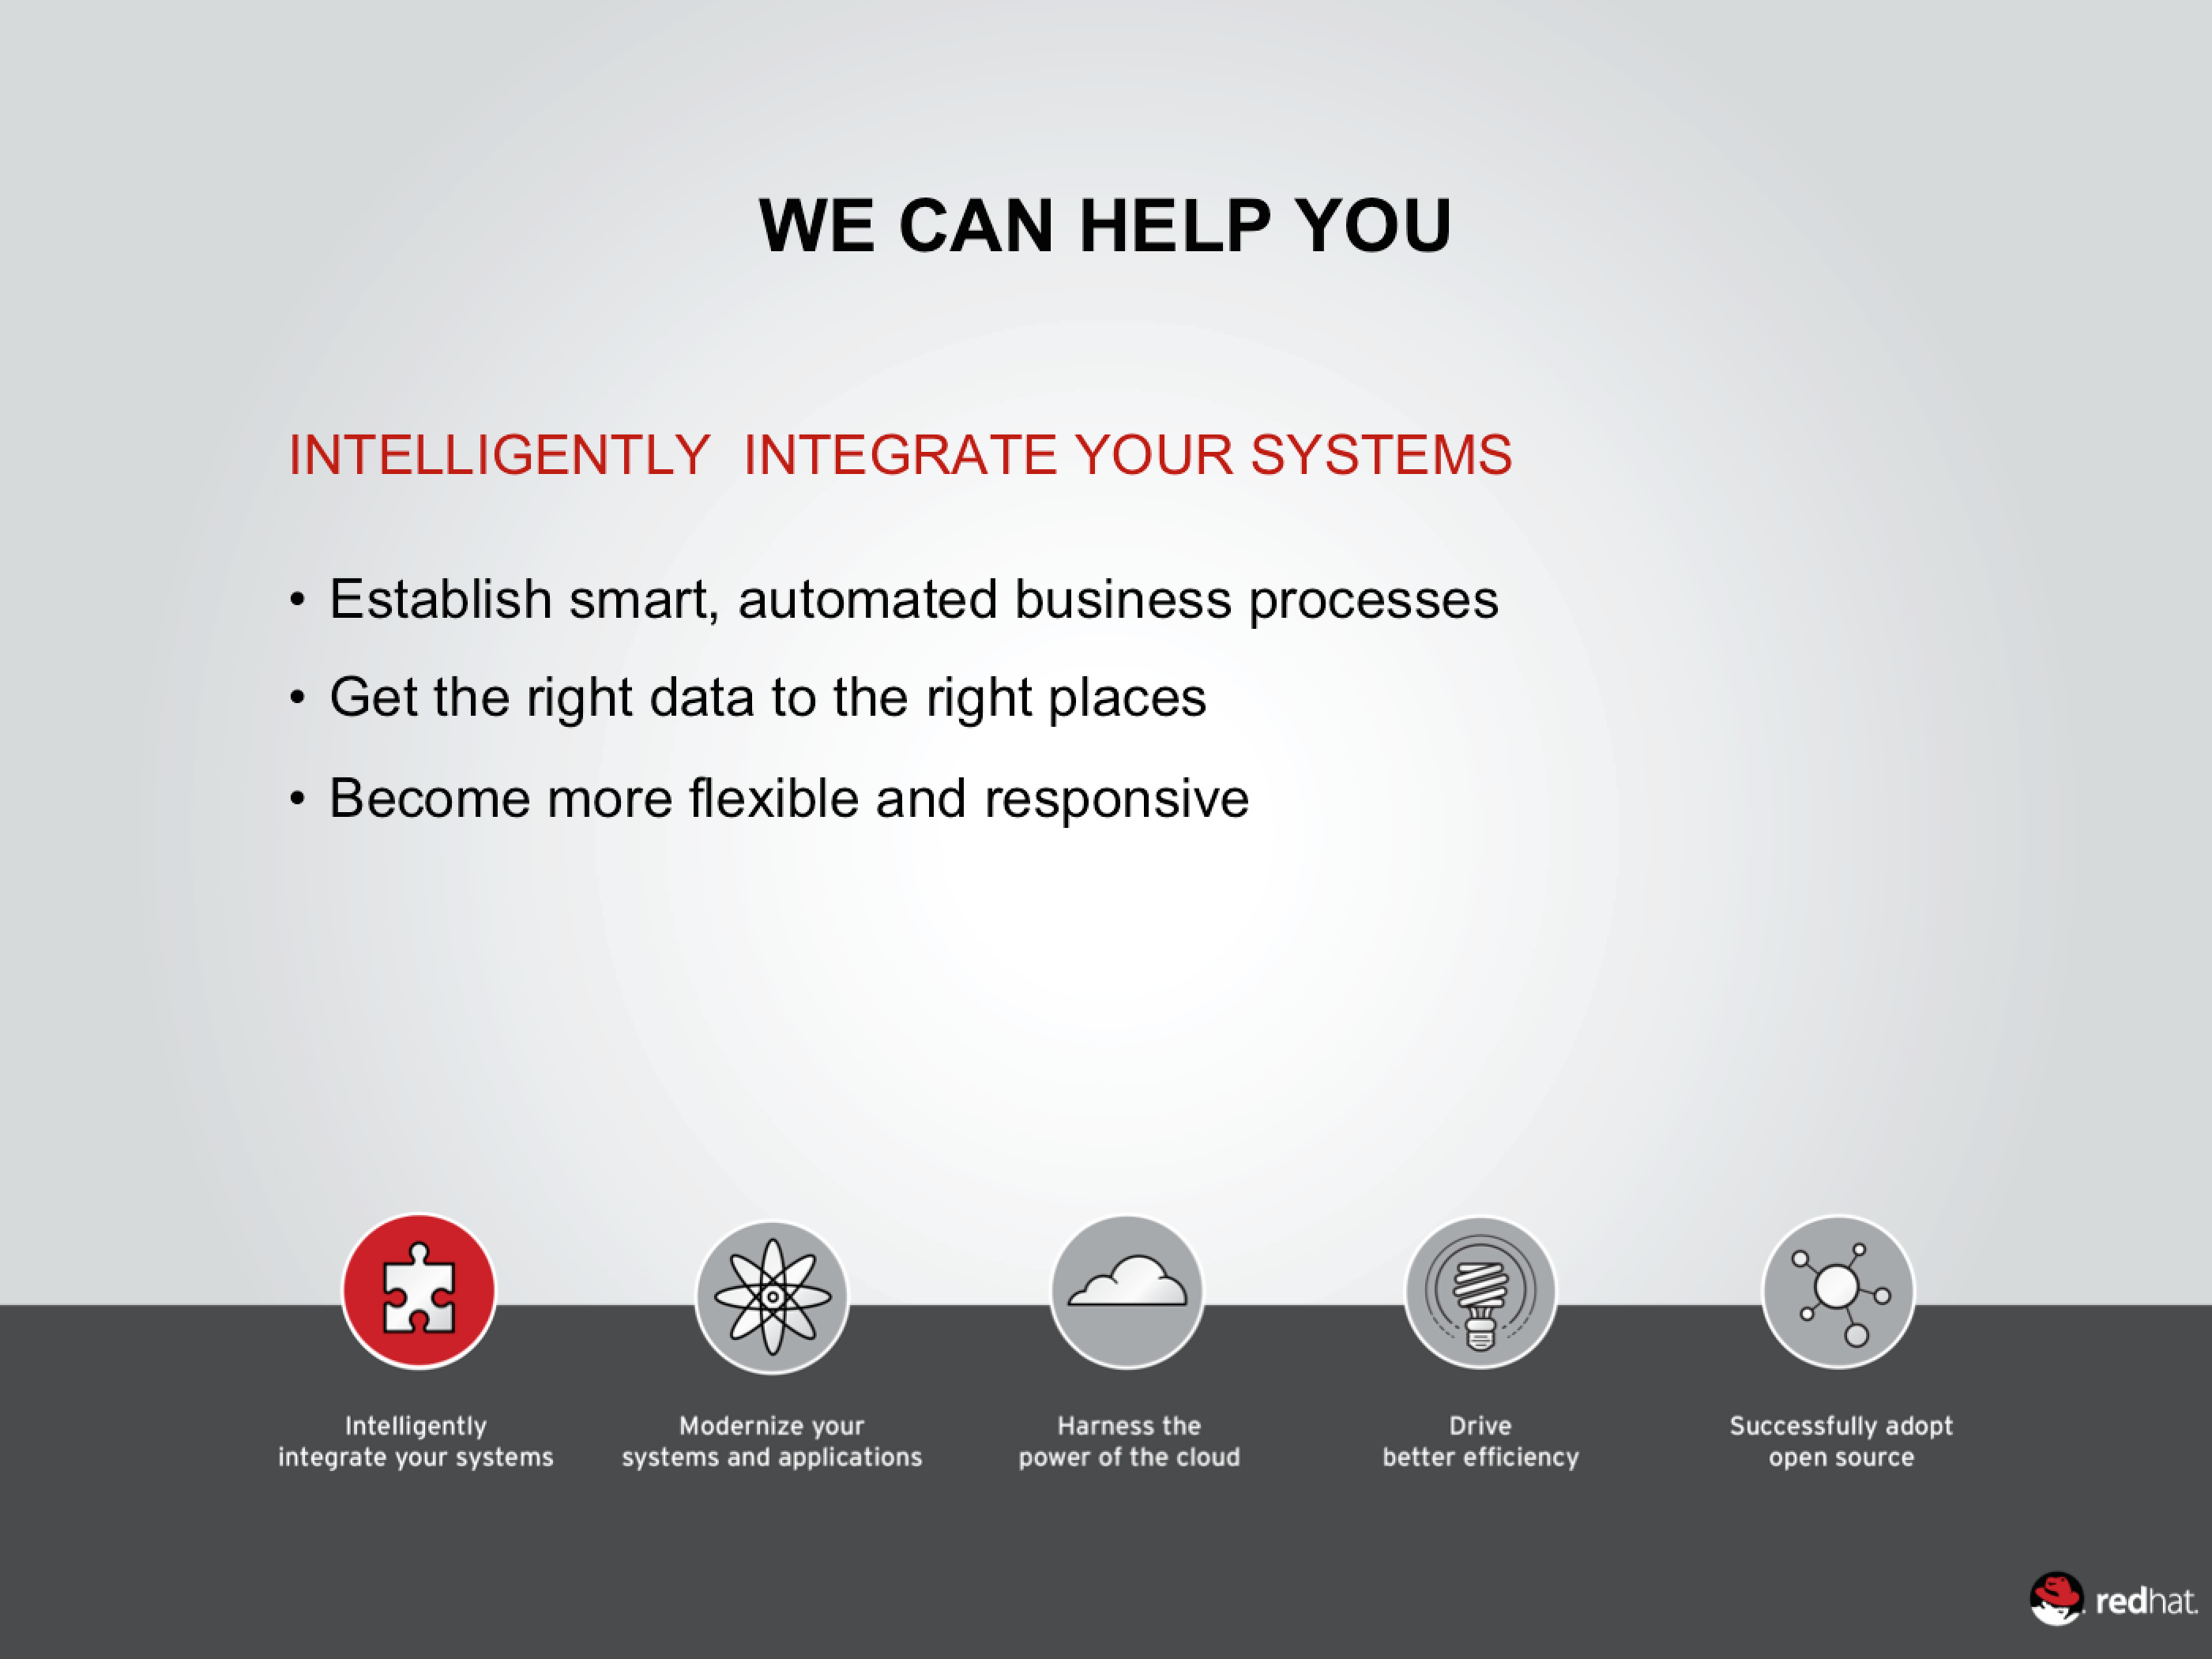 WE CAN HELP YOU
INTELLIGENTLY  INTEGRATE YOUR SYSTEMS
• Establish smart, automated business processes
• Get the right data to the right places
• Become more flexible and responsive
Intelligently
integrate your systems
Modernize your
systems and applications
Harness the
power of the cloud
Drive
better efficiency
Successfully adopt
open source
redhat.